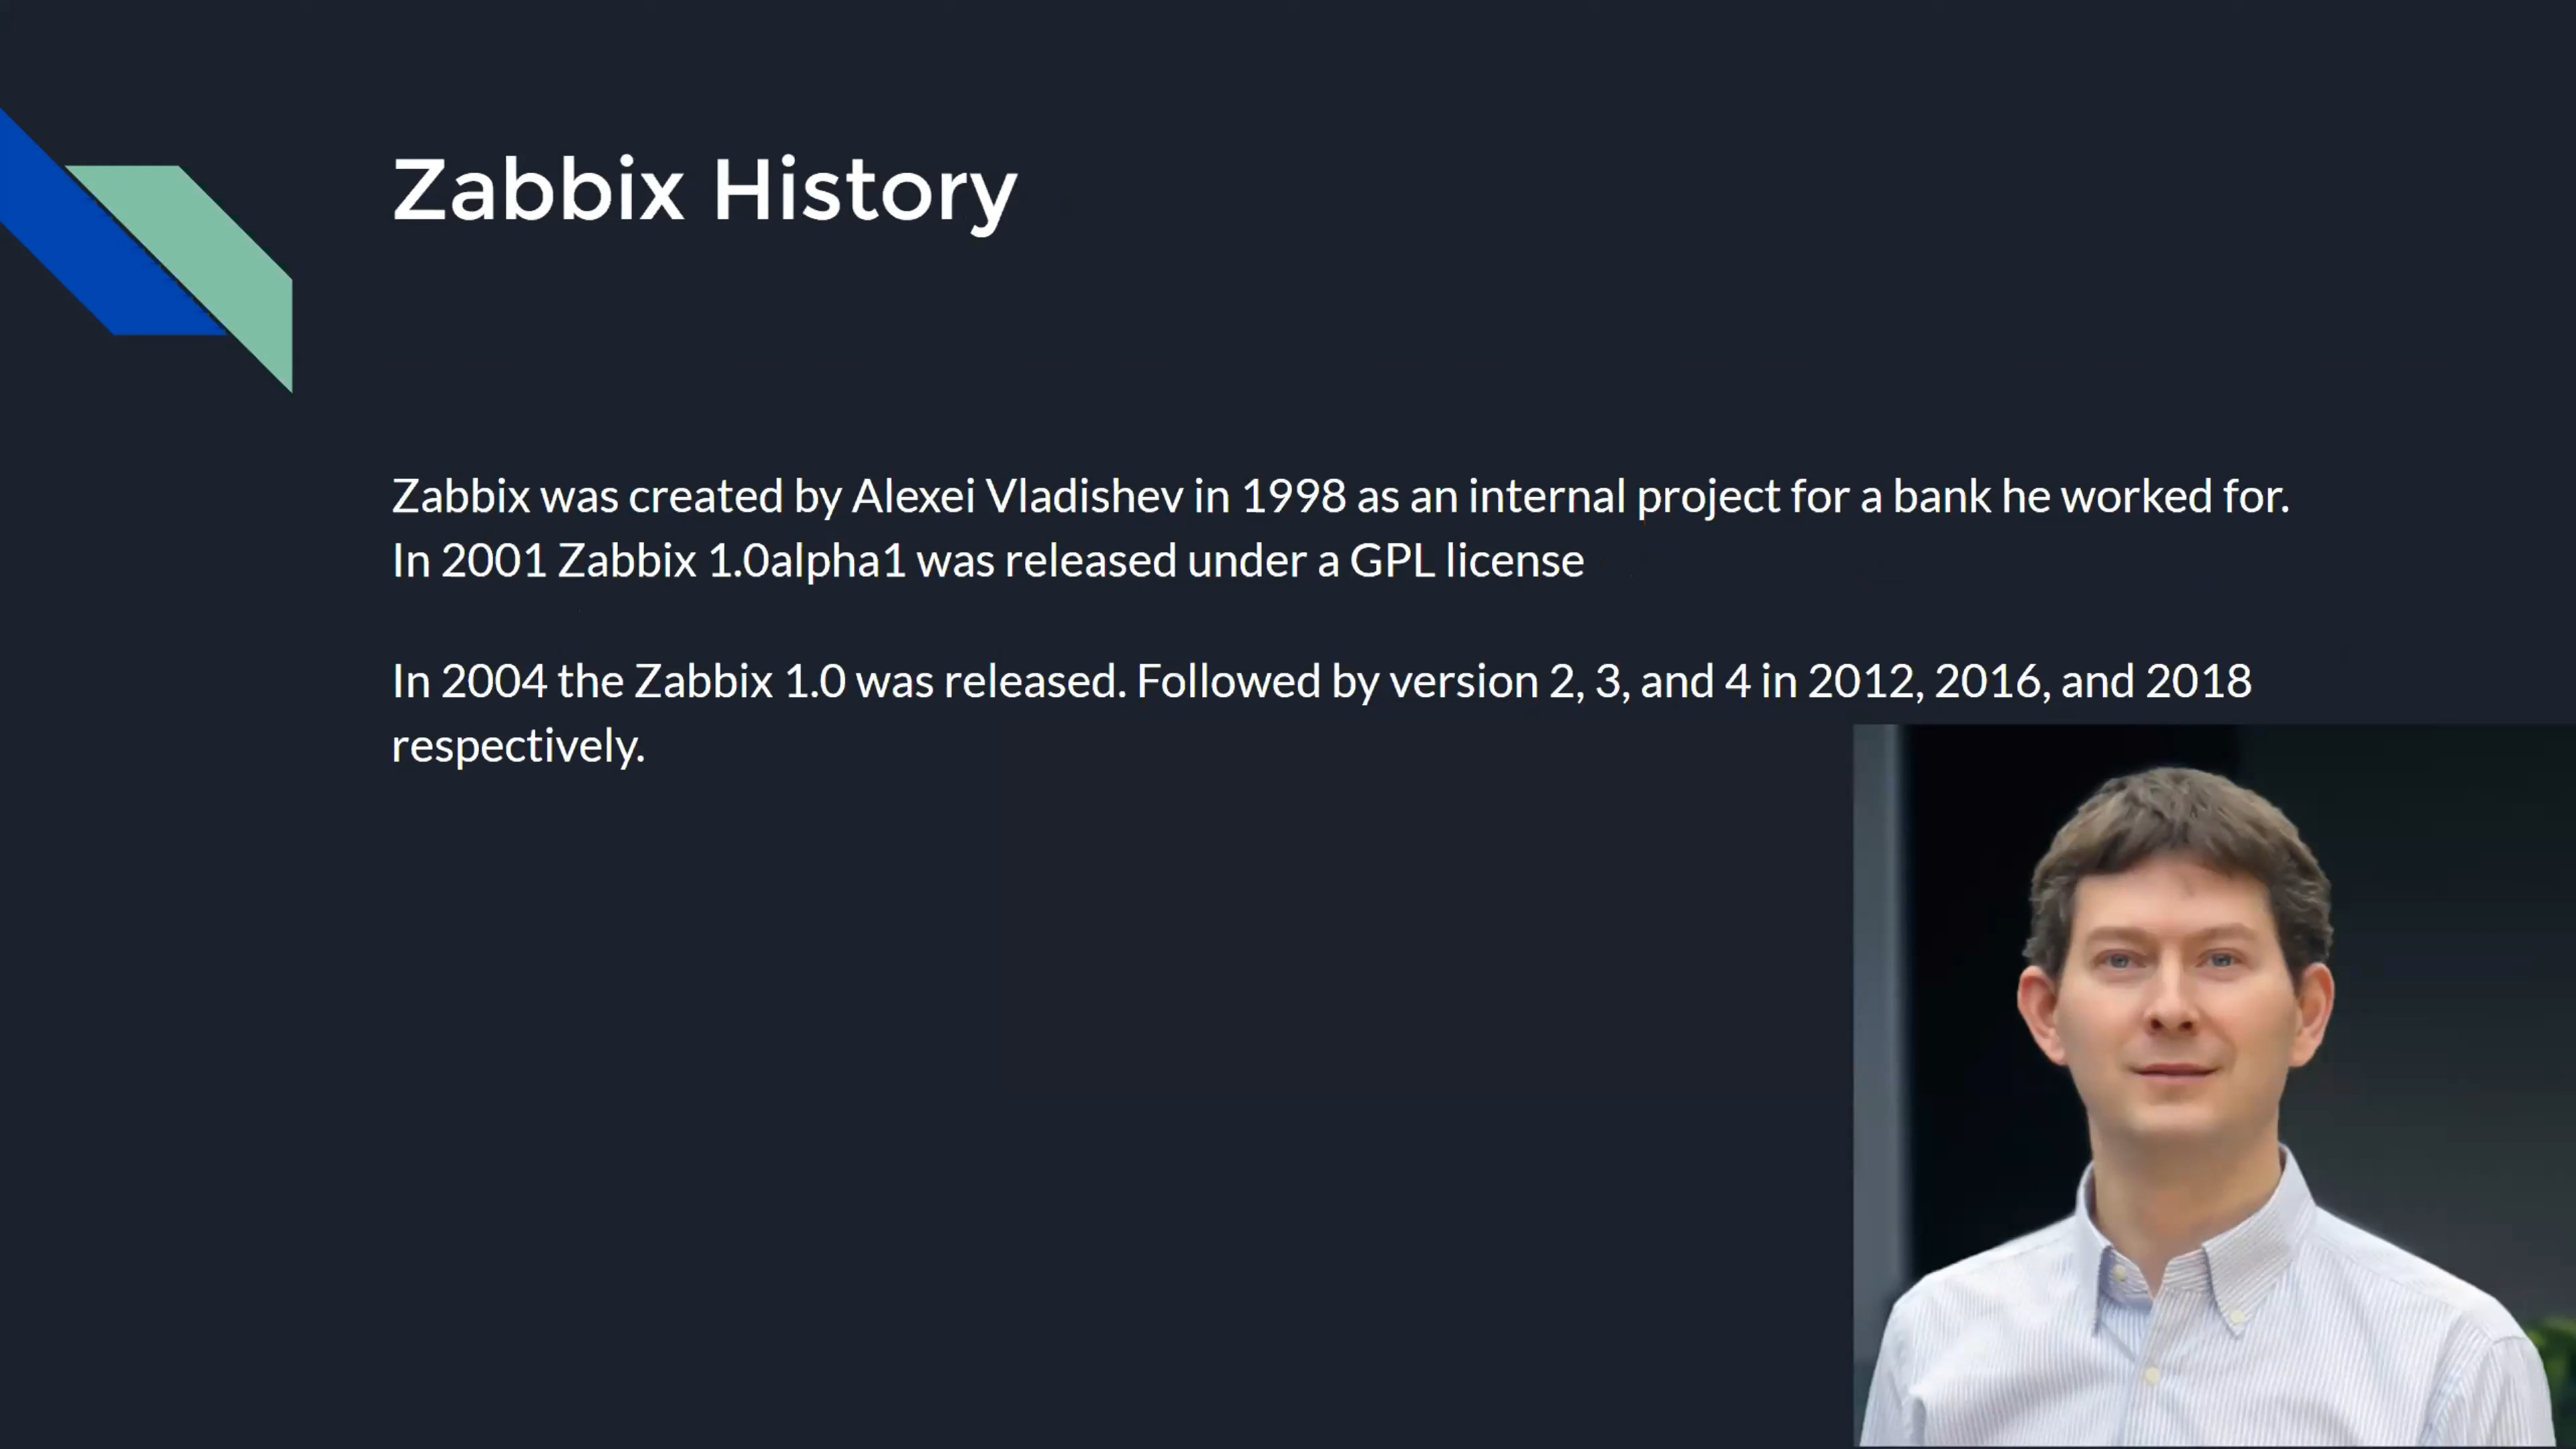 Zabbix History
Zabbix was created by Alexei Vladishev in 1998 as an internal project for a bank he worked for.
In 2001 Zabbix 1.0alpha1 was released under a GPL license
In 2004 the Zabbix 1.0 was released. Followed by version 2, 3, and 4 in 2012, 2016, and 2018
respectively.